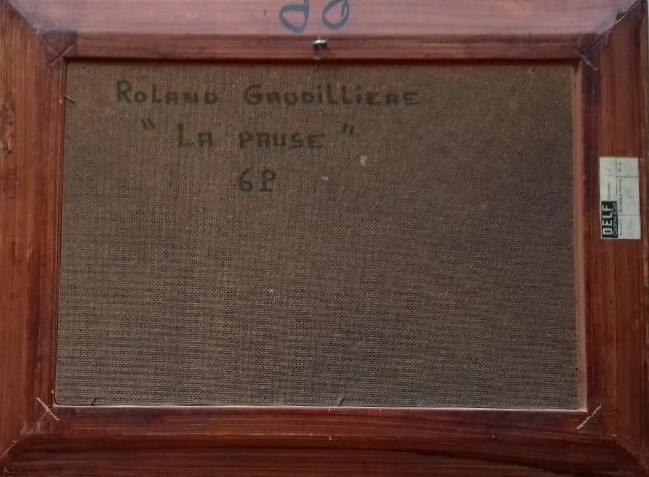 Roland Gaudilliere
" La pause "
6P
DELF